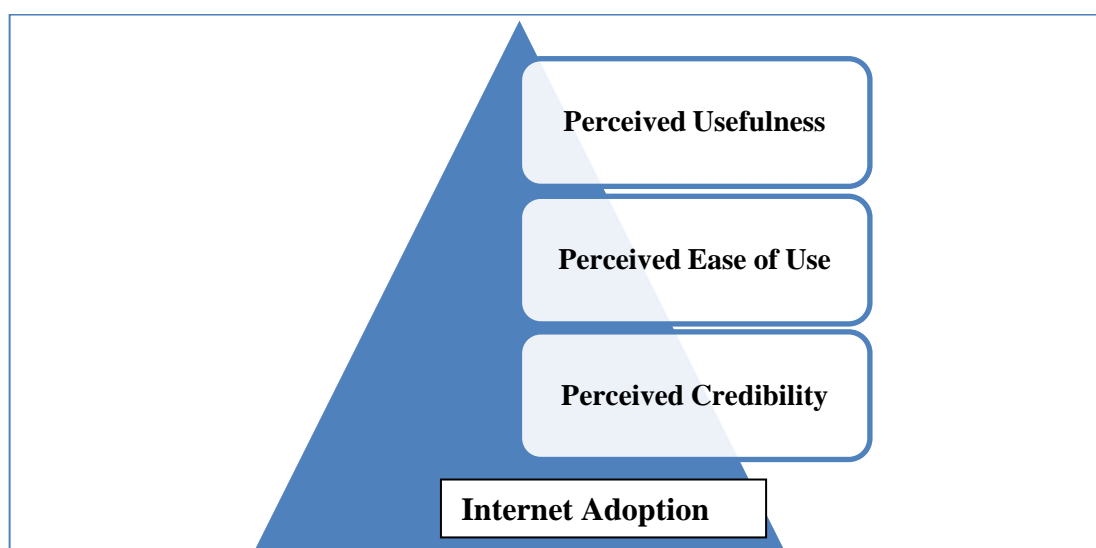 Perceived Usefulness
Perceived Ease of Use
Perceived Credibility
Internet Adoption